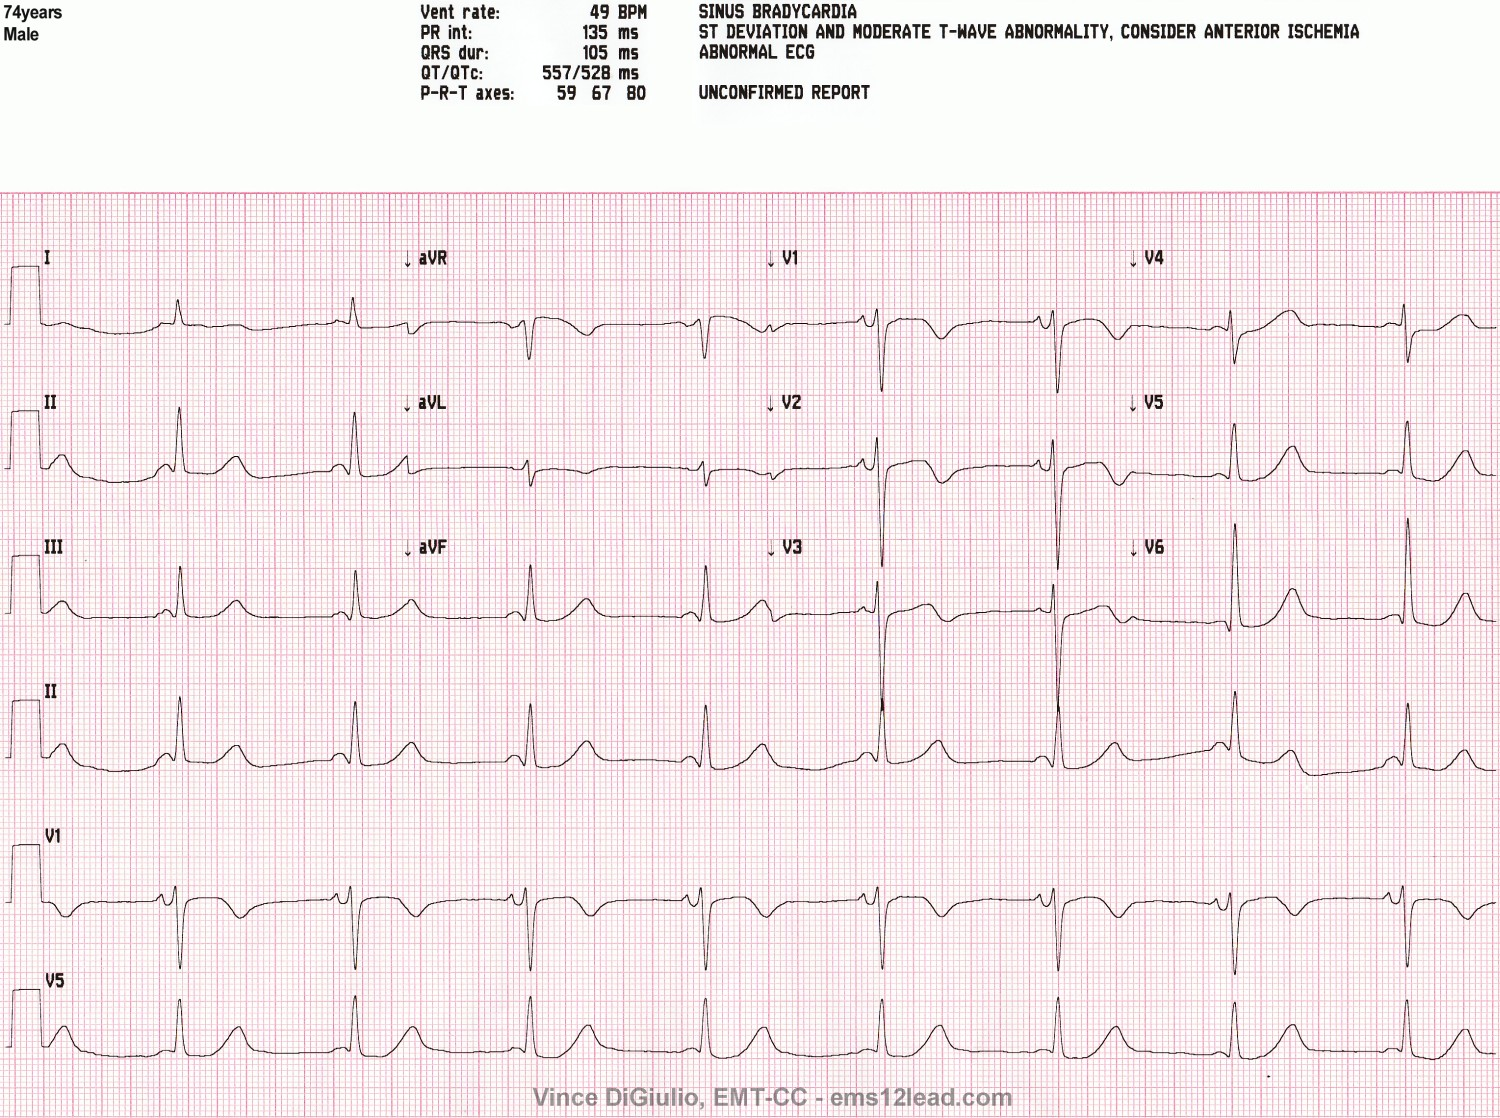 74years
Male
Vent rate: 49 BPM
PR int: 135 ms
QRS dur: 105 ms
QT/QTc: 557/528 ms
P-R-T axes: 59 67 80
SINUS BRADYCARDIA
ST DEVIATION AND MODERATE T-WAVE ABNORMALITY, CONSIDER ANTERIOR ISCHEMIA
ABNORMAL ECG
UNCONFIRMED REPORT
I aVR V1 V4
II aVL V2 V5
III aVF V3 V6
II
V1
V5
Vince DiGiulio, EMT-CC - ems12lead.com